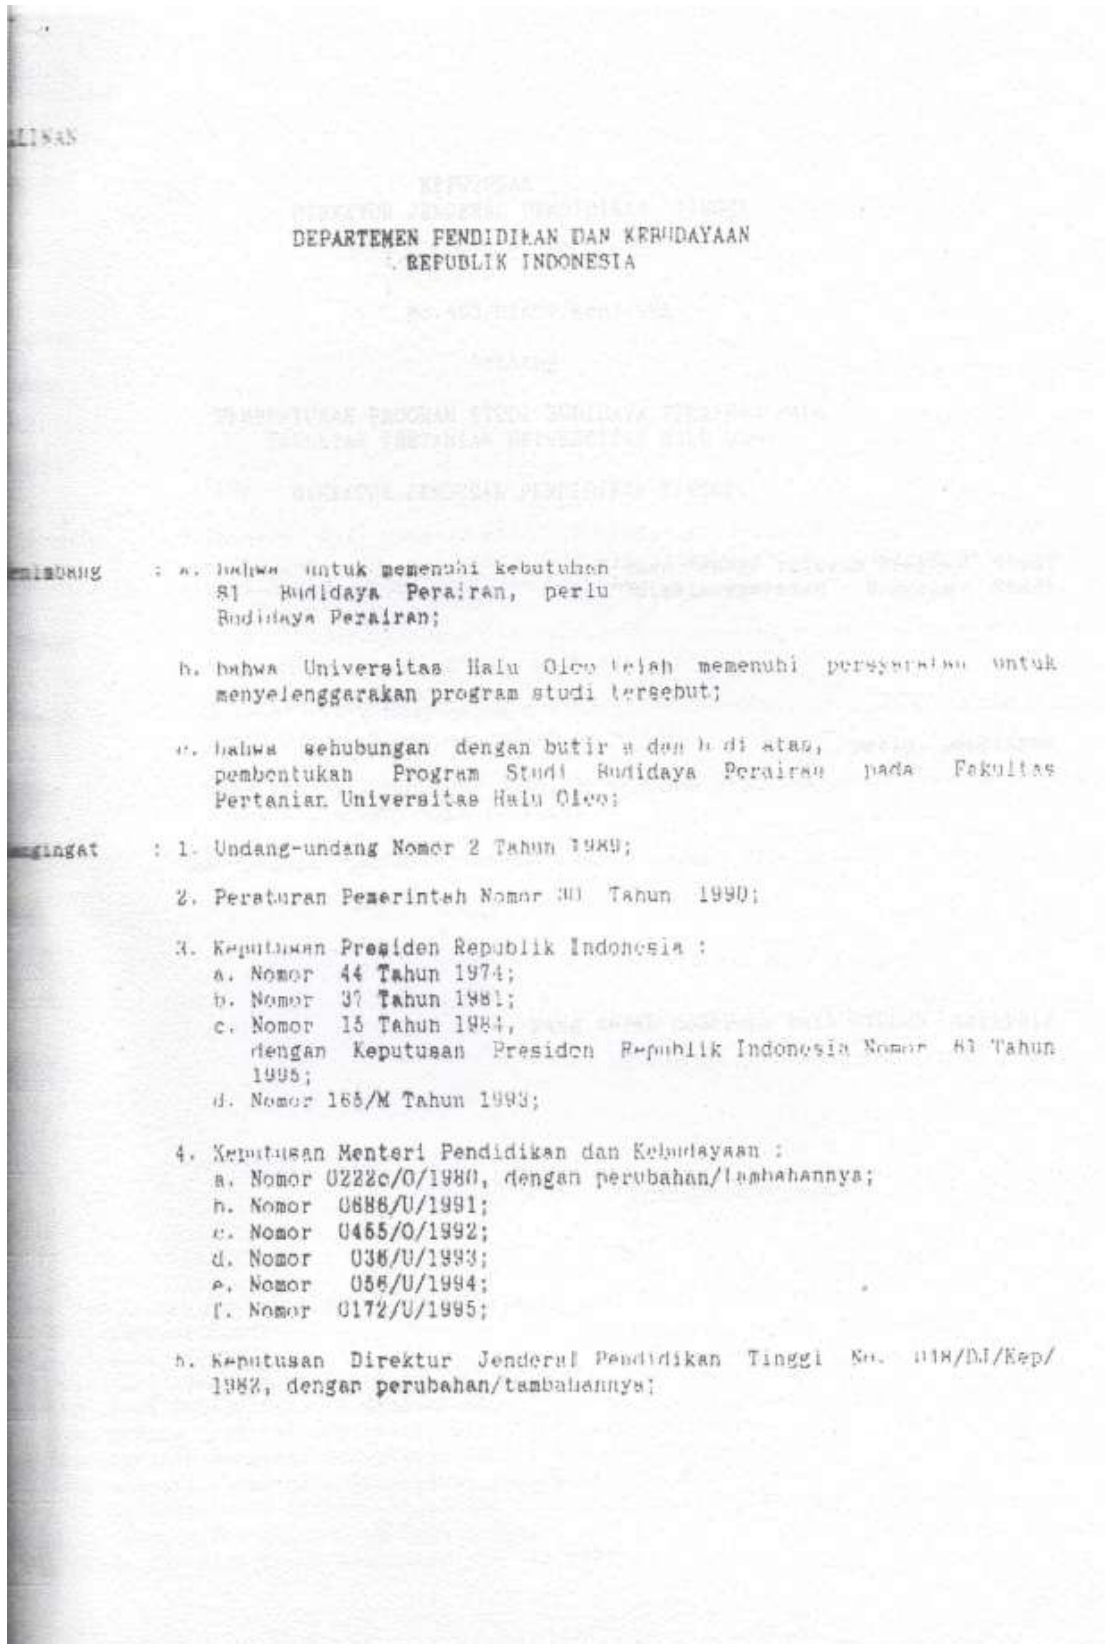 ALINAN
DEPARTEMEN PENDIDIKAN DAN KEBUDAYAAN
REPUBLIK INDONESIA
enimbang : a. bahwa untuk memenuhi kebutuhan
S1 Budidaya Perairan, perlu
Budidaya Perairan;
b. bahwa Universitas Halu Oleo telah memenuhi persyaratan untuk
menyelenggarakan program studi tersebut;
c. bahwa sehubungan dengan butir a dan b di atas,
pembentukan Program Studi Budidaya Perairan pada Fakultas
Pertanian Universitas Halu Oleo;
engingat : 1. Undang-undang Nomor 2 Tahun 1989;
2. Peraturan Pemerintah Nomor 30 Tahun 1990;
3. Keputusan Presiden Republik Indonesia :
a. Nomor 44 Tahun 1974;
b. Nomor 37 Tahun 1981;
c. Nomor 15 Tahun 1984,
dengan Keputusan Presiden Republik Indonesia Nomor 61 Tahun
1995;
d. Nomor 165/M Tahun 1993;
4. Keputusan Menteri Pendidikan dan Kebudayaan :
a. Nomor 0222c/O/1980, dengan perubahan/tambahannya;
b. Nomor 0686/U/1991;
c. Nomor 0455/O/1992;
d. Nomor 036/U/1993;
e. Nomor 056/U/1994;
f. Nomor 0172/U/1995;
5. Keputusan Direktur Jenderal Pendidikan Tinggi No. 048/DJ/Kep/
1982, dengan perubahan/tambahannya;